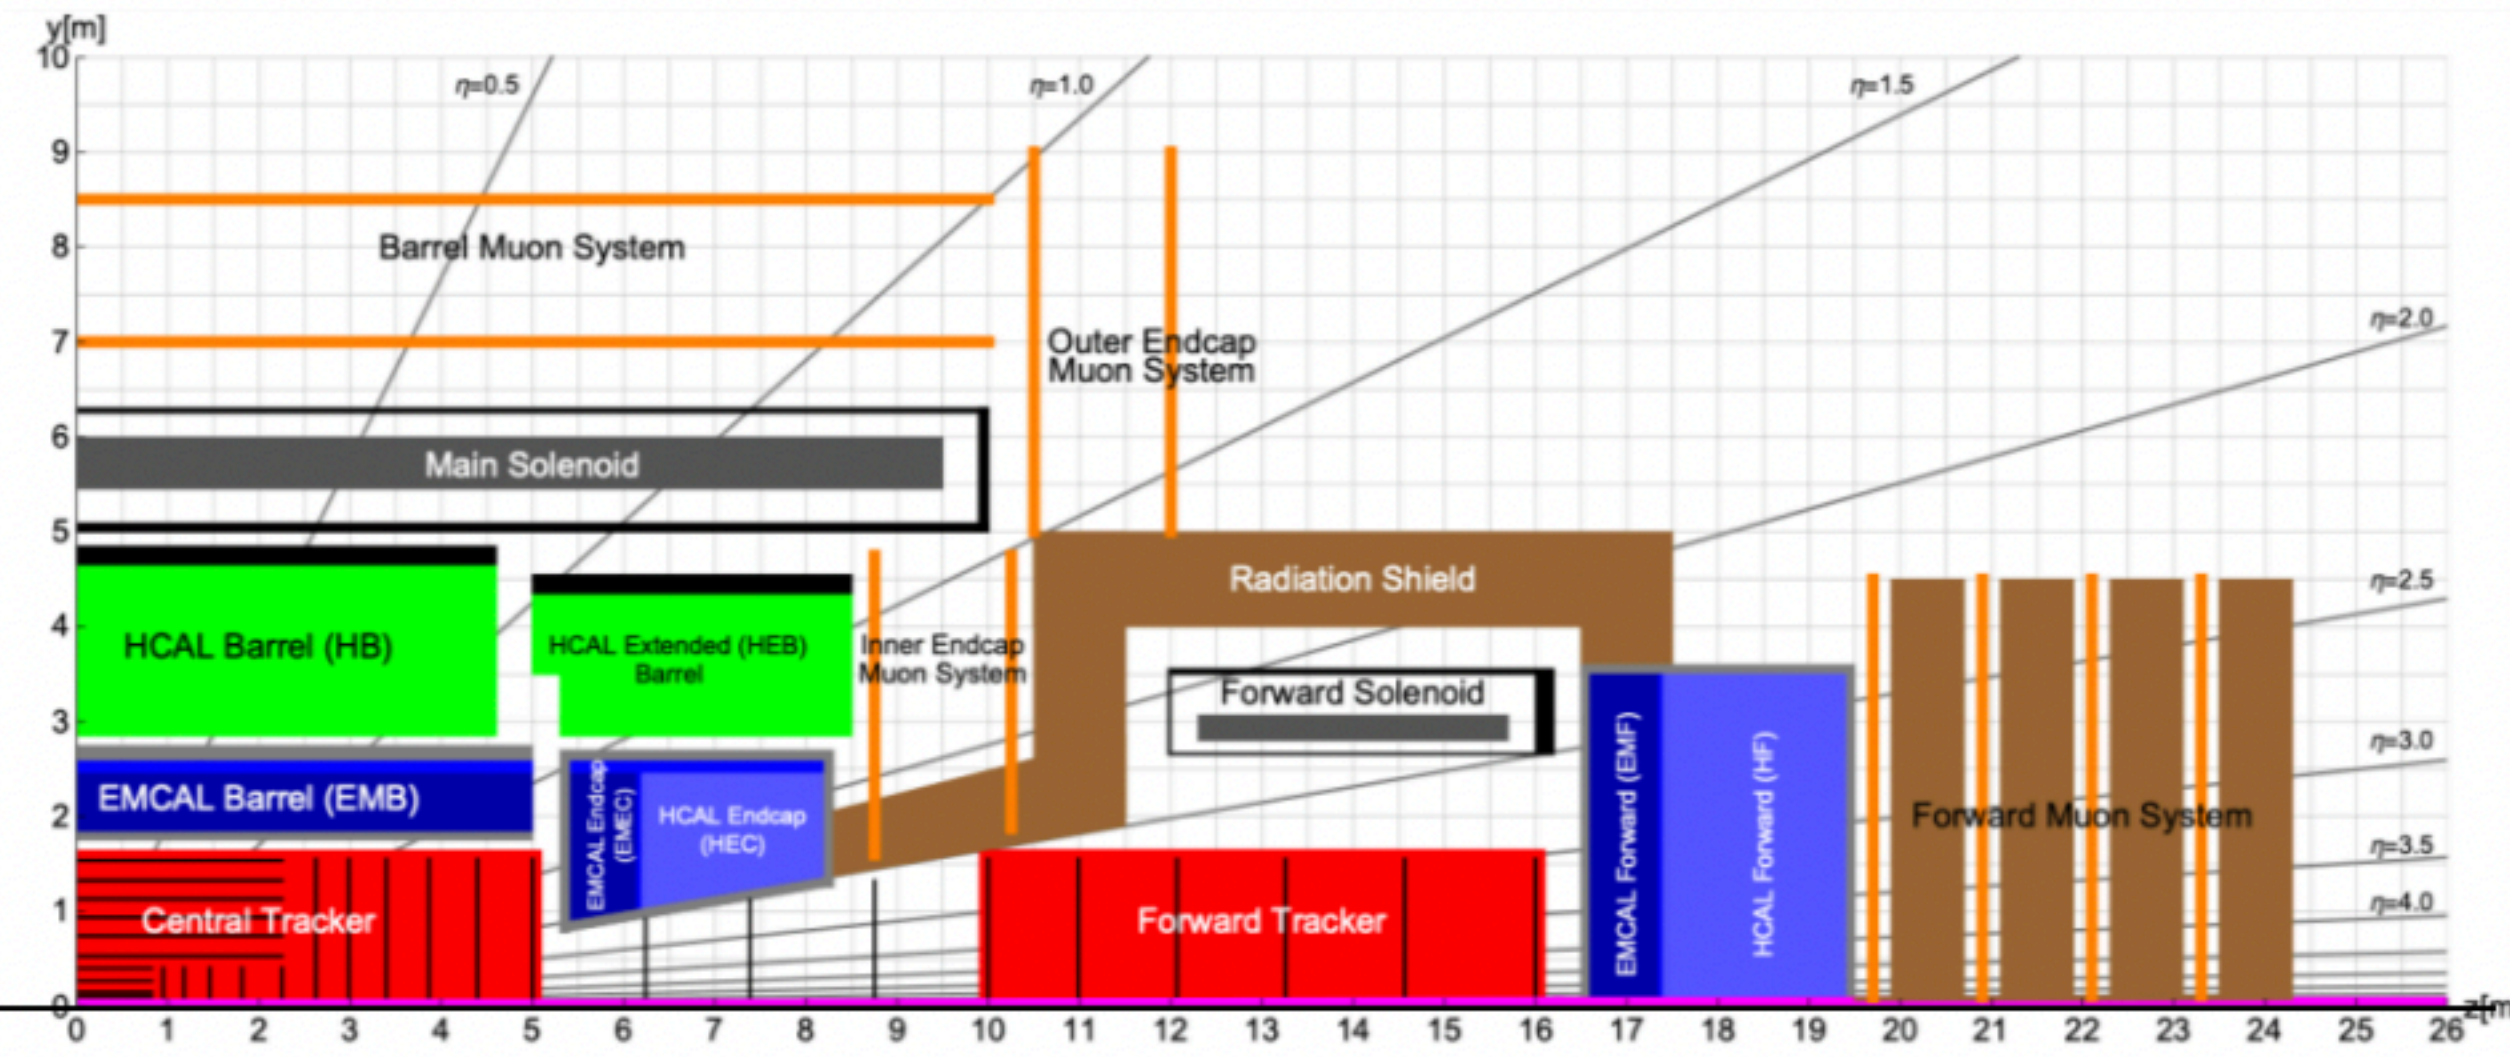 y[m]
10
η=0.5
η=1.0
η=1.5
9
Barrel Muon System
8
7
Outer Endcap
Muon System
η=2.0
6
Main Solenoid
5
Radiation Shield
η=2.5
HCAL Barrel (HB)
4
HCAL Extended (HEB)
Barrel
Inner Endcap
Muon System
Forward Solenoid
3
η=3.0
EMCAL Barrel (EMB)
2
EMCAL Endcap
(EMEC)
HCAL Endcap
(HEC)
EMCAL Forward (EMF)
HCAL Forward (HF)
Forward Muon System
η=3.5
1
Central Tracker
Forward Tracker
η=4.0
0
z[m
0 1 2 3 4 5 6 7 8 9 10 11 12 13 14 15 16 17 18 19 20 21 22 23 24 25 26